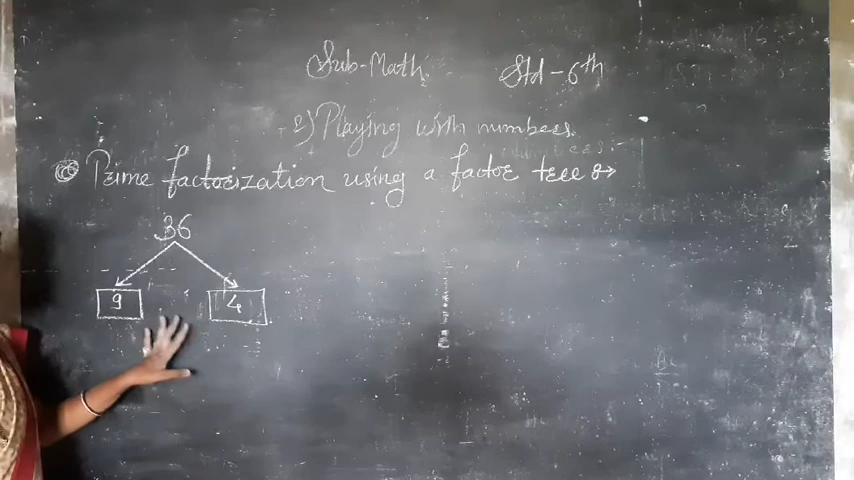 Sub-Math. Std-6th
2) Playing with numbers.
Prime factorization using a factor tree :→
36
9 4